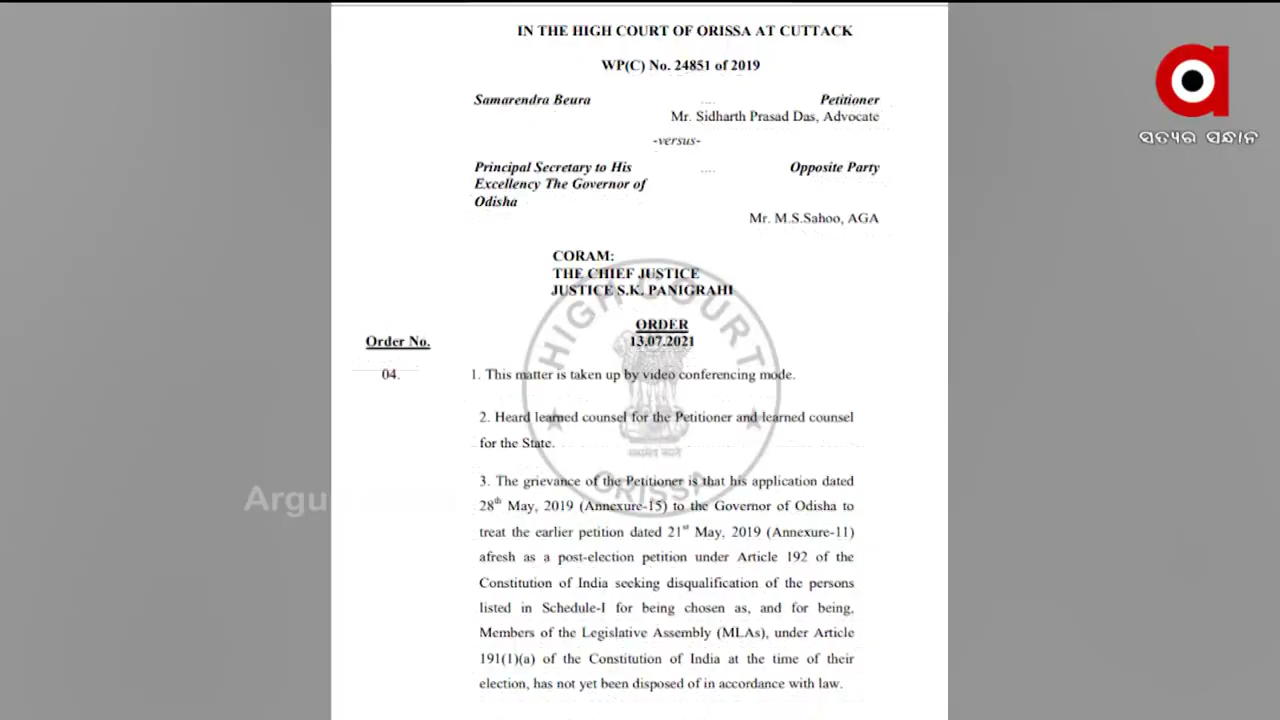 IN THE HIGH COURT OF ORISSA AT CUTTACK
WP(C) No. 24851 of 2019
Samarendra Beura .... Petitioner
Mr. Sidharth Prasad Das, Advocate
-versus-
Principal Secretary to His .... Opposite Party
Excellency The Governor of
Odisha
Mr. M.S.Sahoo, AGA
CORAM:
THE CHIEF JUSTICE
JUSTICE S.K. PANIGRAHI
ORDER
Order No. 13.07.2021
04. 1. This matter is taken up by video conferencing mode.
2. Heard learned counsel for the Petitioner and learned counsel
for the State.
3. The grievance of the Petitioner is that his application dated
28th May, 2019 (Annexure-15) to the Governor of Odisha to
treat the earlier petition dated 21st May, 2019 (Annexure-11)
afresh as a post-election petition under Article 192 of the
Constitution of India seeking disqualification of the persons
listed in Schedule-I for being chosen as, and for being,
Members of the Legislative Assembly (MLAs), under Article
191(1)(a) of the Constitution of India at the time of their
election, has not yet been disposed of in accordance with law.
HIGH COURT
ORISSA
सत्यमेव जयते
Argu
a
ସତ୍ୟର ସନ୍ଧାନ